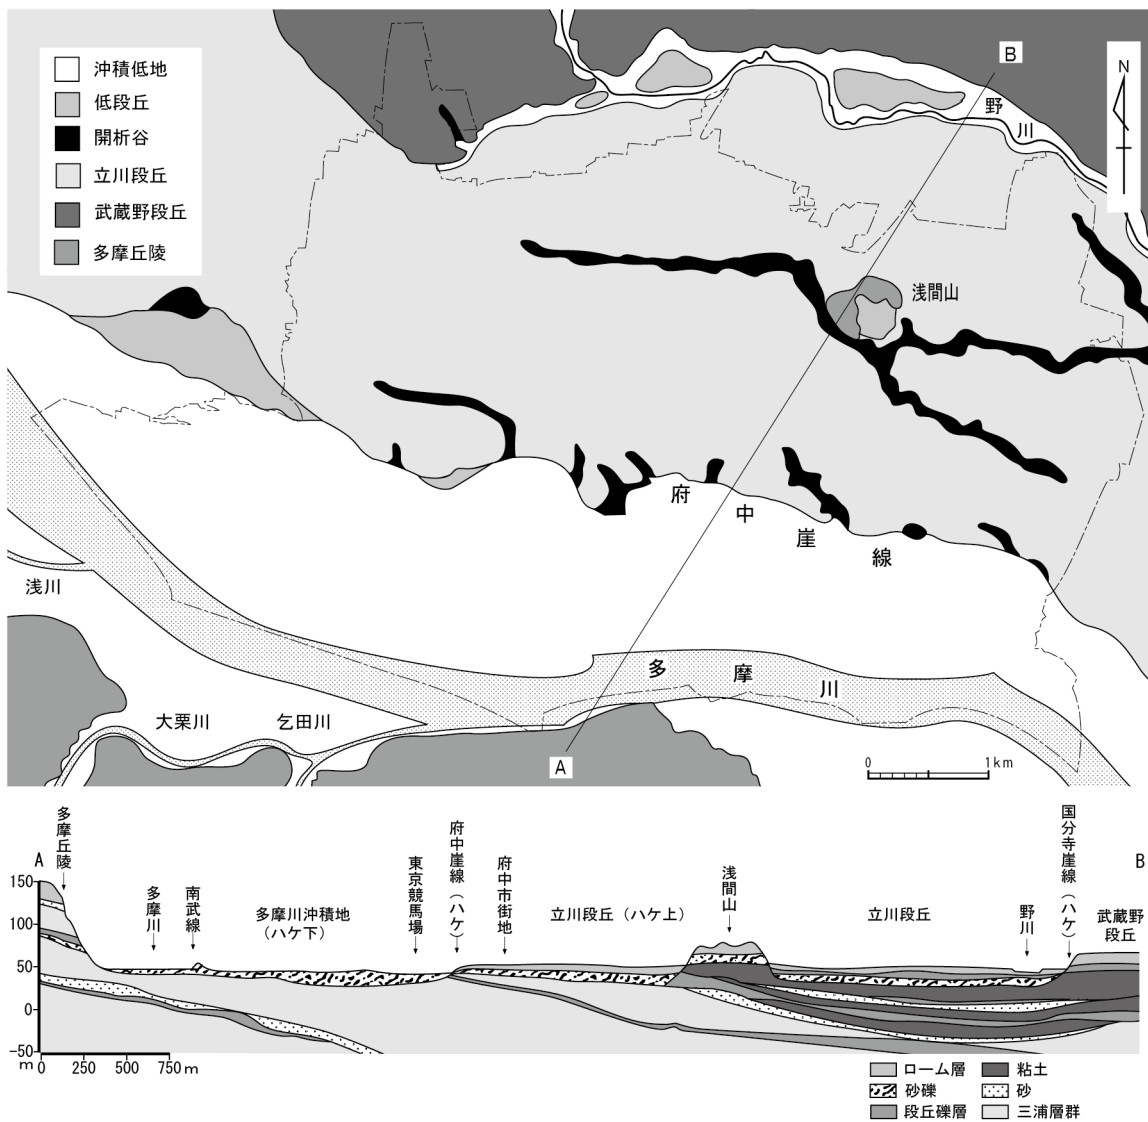 沖積低地
低段丘
開析谷
立川段丘
武蔵野段丘
多摩丘陵
B
N
野川
浅間山
府中崖線
浅川
多摩川
大栗川
乞田川
A
0
1km
A
B
多摩丘陵
多摩川
南武線
多摩川沖積地
(ハケ下)
東京競馬場
府中崖線(ハケ)
府中市街地
立川段丘(ハケ上)
浅間山
立川段丘
野川
国分寺崖線(ハケ)
武蔵野
段丘
150
100
50
0
-50
m
0
250
500
750m
ローム層
粘土
砂礫
砂
段丘礫層
三浦層群